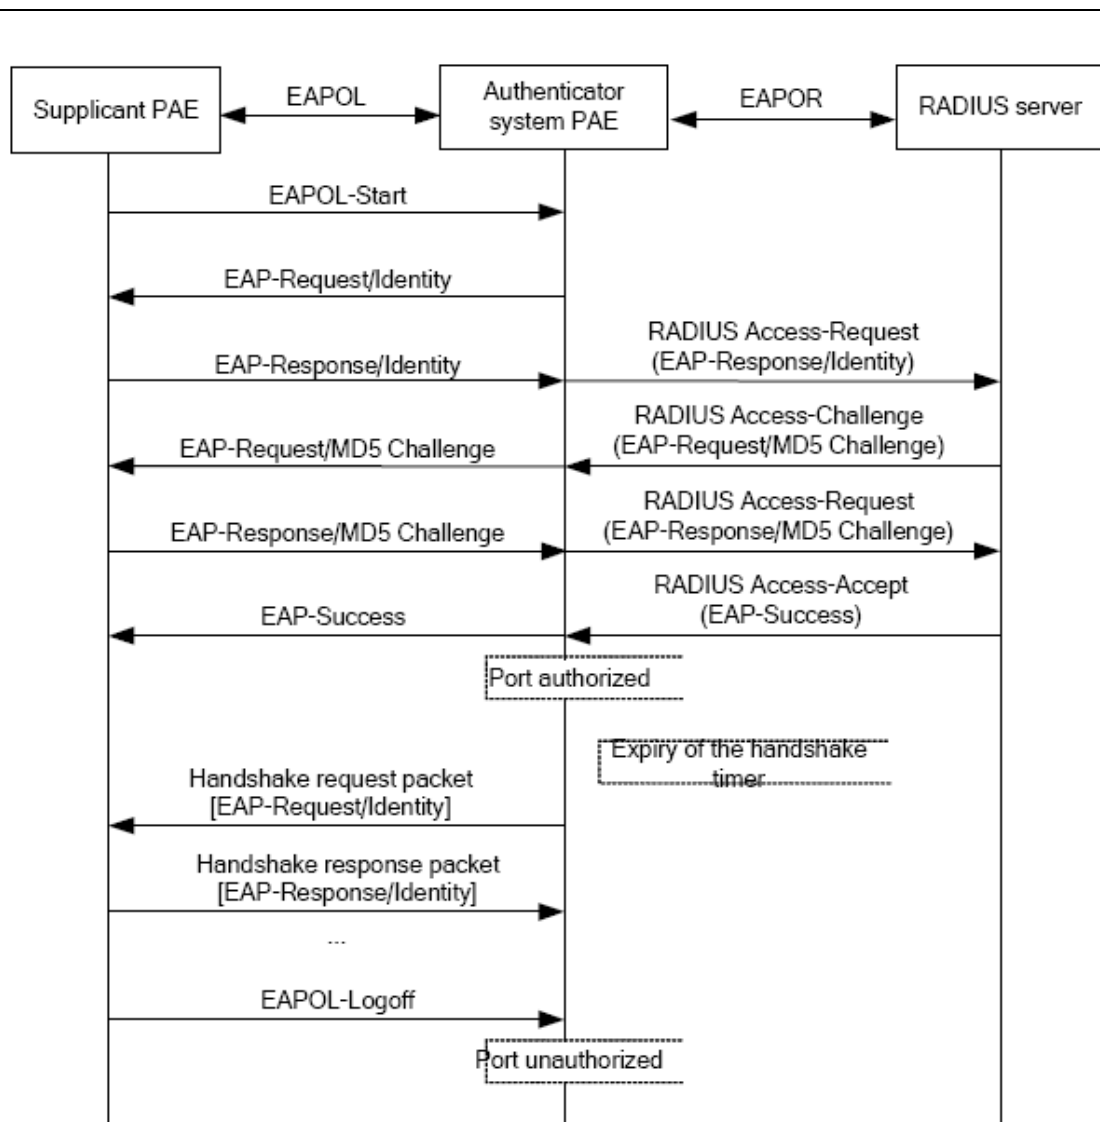 Supplicant PAE
EAPOL
Authenticator
system PAE
EAPOR
RADIUS server
EAPOL-Start
EAP-Request/Identity
RADIUS Access-Request
(EAP-Response/Identity)
EAP-Response/Identity
RADIUS Access-Challenge
(EAP-Request/MD5 Challenge)
EAP-Request/MD5 Challenge
RADIUS Access-Request
(EAP-Response/MD5 Challenge)
EAP-Response/MD5 Challenge
RADIUS Access-Accept
(EAP-Success)
EAP-Success
Port authorized
Expiry of the handshake
timer
Handshake request packet
[EAP-Request/Identity]
Handshake response packet
[EAP-Response/Identity]
...
EAPOL-Logoff
Port unauthorized